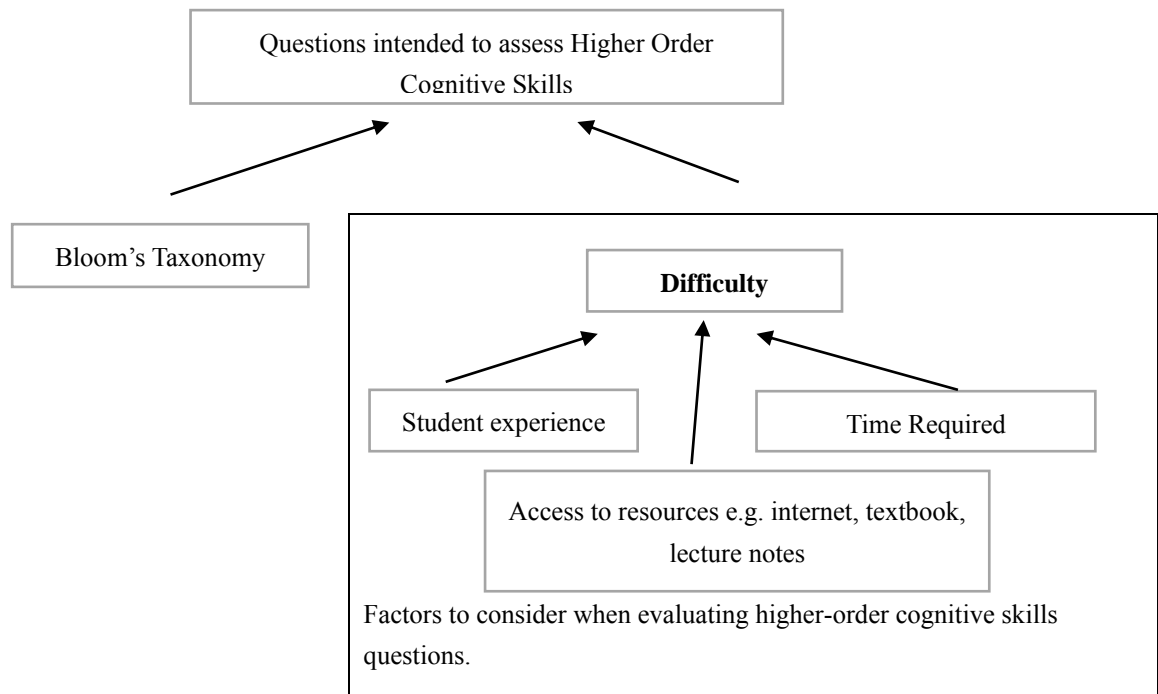 Questions intended to assess Higher Order
Cognitive Skills
Bloom’s Taxonomy
Difficulty
Student experience
Time Required
Access to resources e.g. internet, textbook,
lecture notes
Factors to consider when evaluating higher-order cognitive skills
questions.